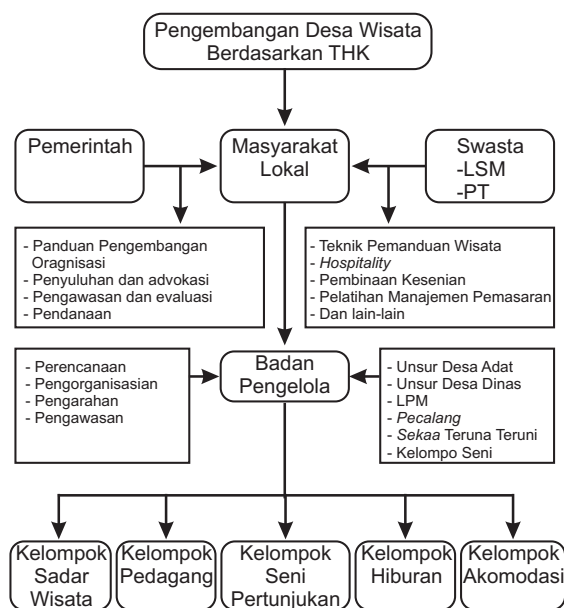 Pengembangan Desa Wisata
Berdasarkan THK
Pemerintah
Masyarakat
Lokal
Swasta
-LSM
-PT
- Panduan Pengembangan
Oragnisasi
- Penyuluhan dan advokasi
- Pengawasan dan evaluasi
- Pendanaan
- Teknik Pemanduan Wisata
- Hospitality
- Pembinaan Kesenian
- Pelatihan Manajemen Pemasaran
- Dan lain-lain
- Perencanaan
- Pengorganisasian
- Pengarahan
- Pengawasan
Badan
Pengelola
- Unsur Desa Adat
- Unsur Desa Dinas
- LPM
- Pecalang
- Sekaa Teruna Teruni
- Kelompo Seni
Kelompok
Sadar
Wisata
Kelompok
Pedagang
Kelompok
Seni
Pertunjukan
Kelompok
Hiburan
Kelompok
Akomodasi